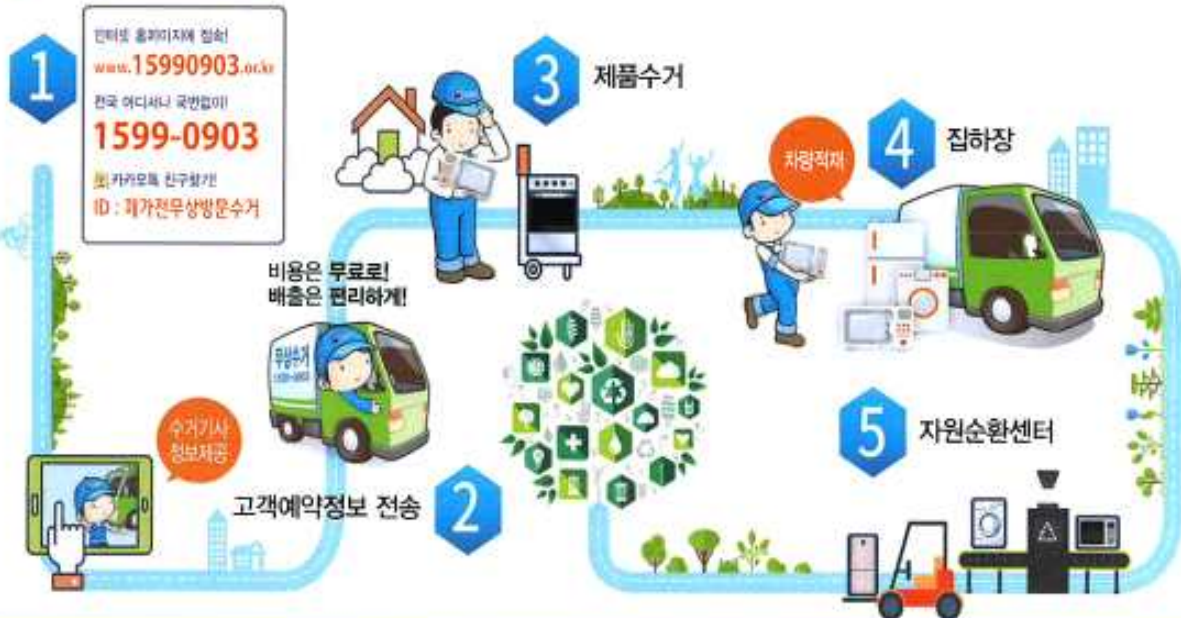 1
인터넷 홈페이지에 접속!
www.15990903.or.kr
전국 어디서나 국번없이!
1599-0903
카카오톡 친구찾기!
ID : 폐가전무상방문수거
수거기사
정보제공
비용은 무료로!
배출은 편리하게!
무상수거
1599-0903
고객예약정보 전송
2
3
제품수거
차량적재
4
집하장
5
자원순환센터